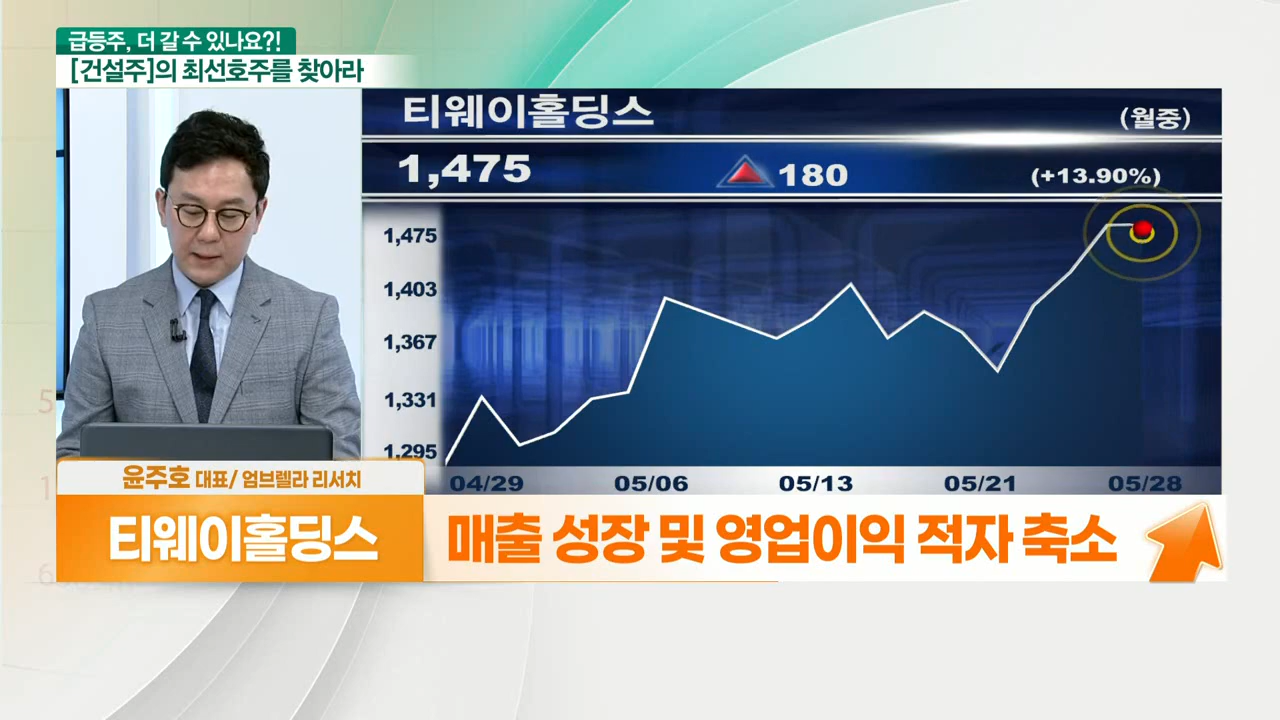 급등주, 더 갈 수 있나요?!
[건설주]의 최선호주를 찾아라
티웨이홀딩스 (월중)
1,475 180 (+13.90%)
1,475
1,403
1,367
1,331
1,295
04/29 05/06 05/13 05/21 05/28
윤주호 대표/ 엄브렐라 리서치
티웨이홀딩스
매출 성장 및 영업이익 적자 축소